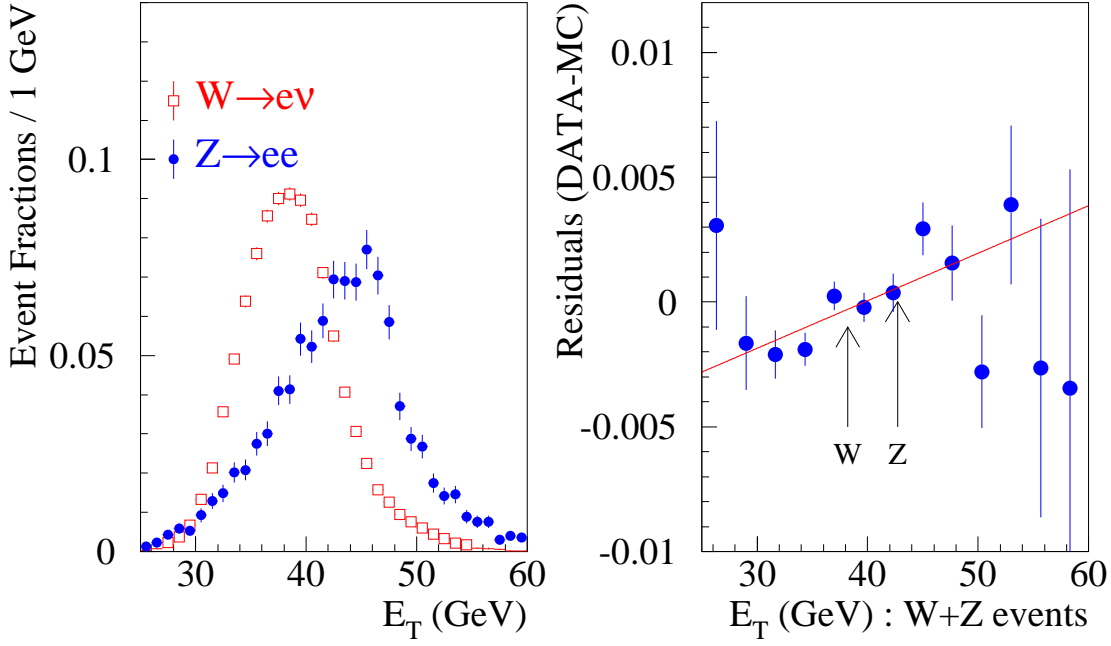 Event Fractions / 1 GeV
0.1
0.05
0
W→eν
Z→ee
30
40
50
60
E_T (GeV)
Residuals (DATA-MC)
0.01
0.005
0
-0.005
-0.01
W
Z
30
40
50
60
E_T (GeV) : W+Z events